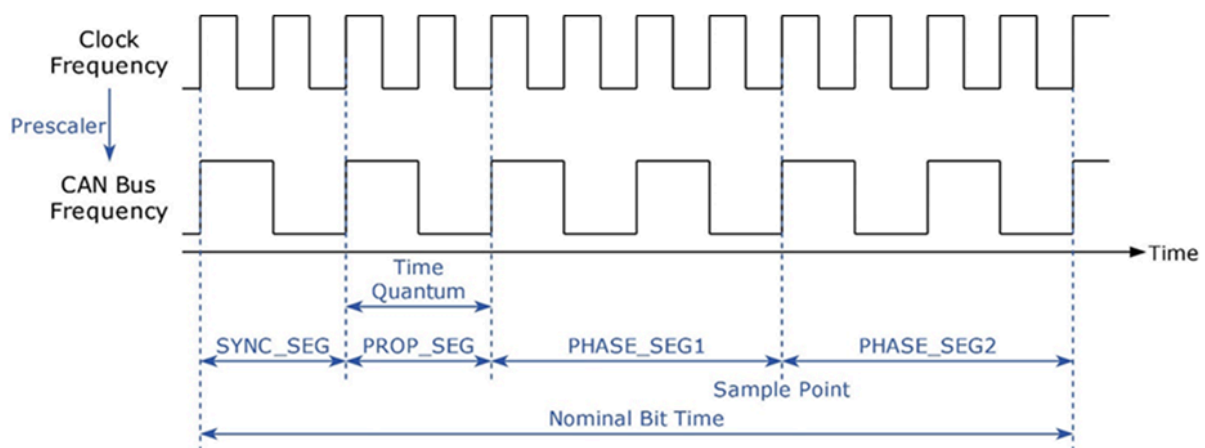 Clock
Frequency
Prescaler
CAN Bus
Frequency
Time
Time
Quantum
SYNC_SEG
PROP_SEG
PHASE_SEG1
PHASE_SEG2
Sample Point
Nominal Bit Time